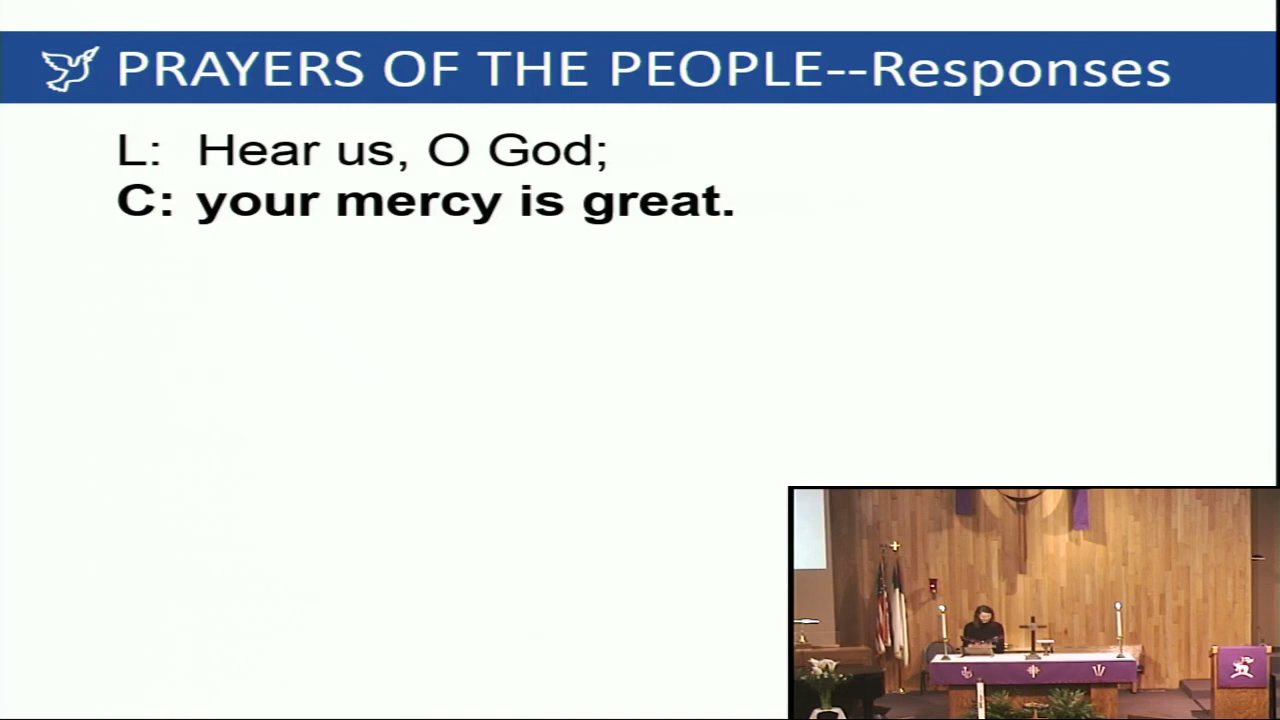 PRAYERS OF THE PEOPLE--Responses
L: Hear us, O God;
C: your mercy is great.